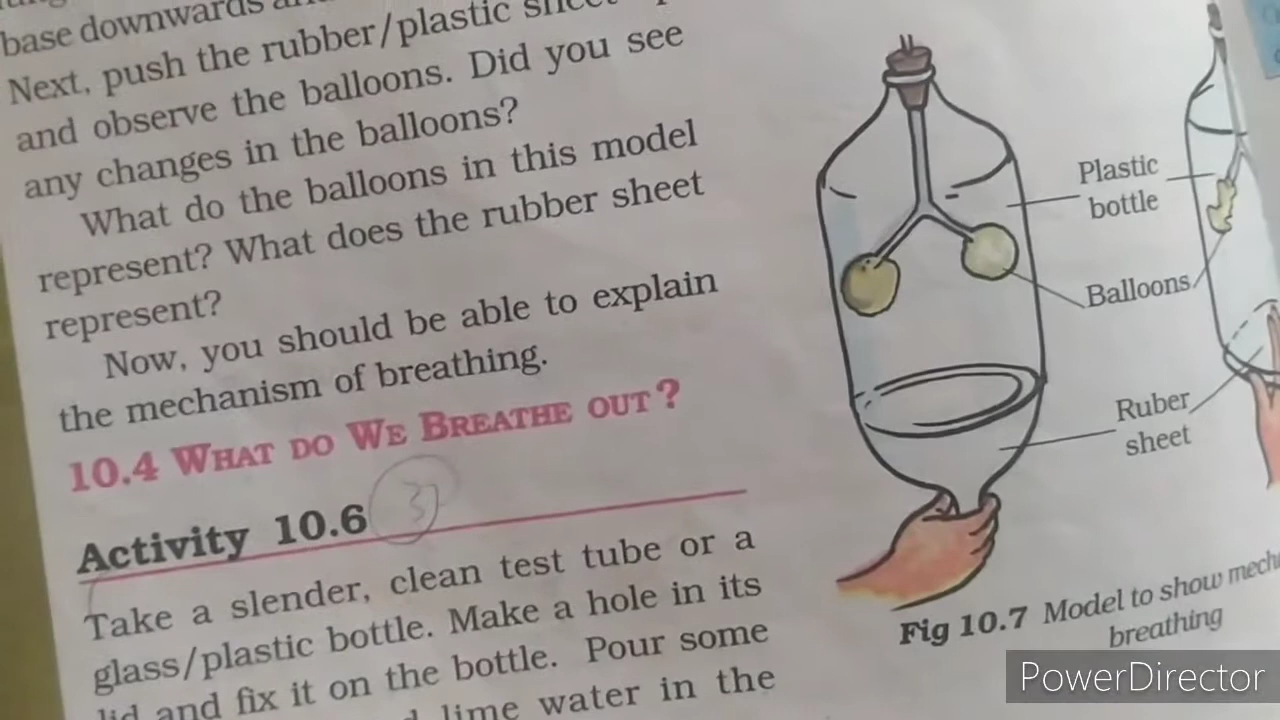 base downwards
Next, push the rubber/plastic
and observe the balloons. Did you see
any changes in the balloons?
What do the balloons in this model
represent? What does the rubber sheet
represent?
Now, you should be able to explain
the mechanism of breathing.
10.4 WHAT DO WE BREATHE OUT?
Activity 10.6
Take a slender, clean test tube or a
glass/plastic bottle. Make a hole in its
lid and fix it on the bottle. Pour some
lime water in the
Plastic
bottle
Balloons
Ruber
sheet
Fig 10.7 Model to show
breathing
PowerDirector